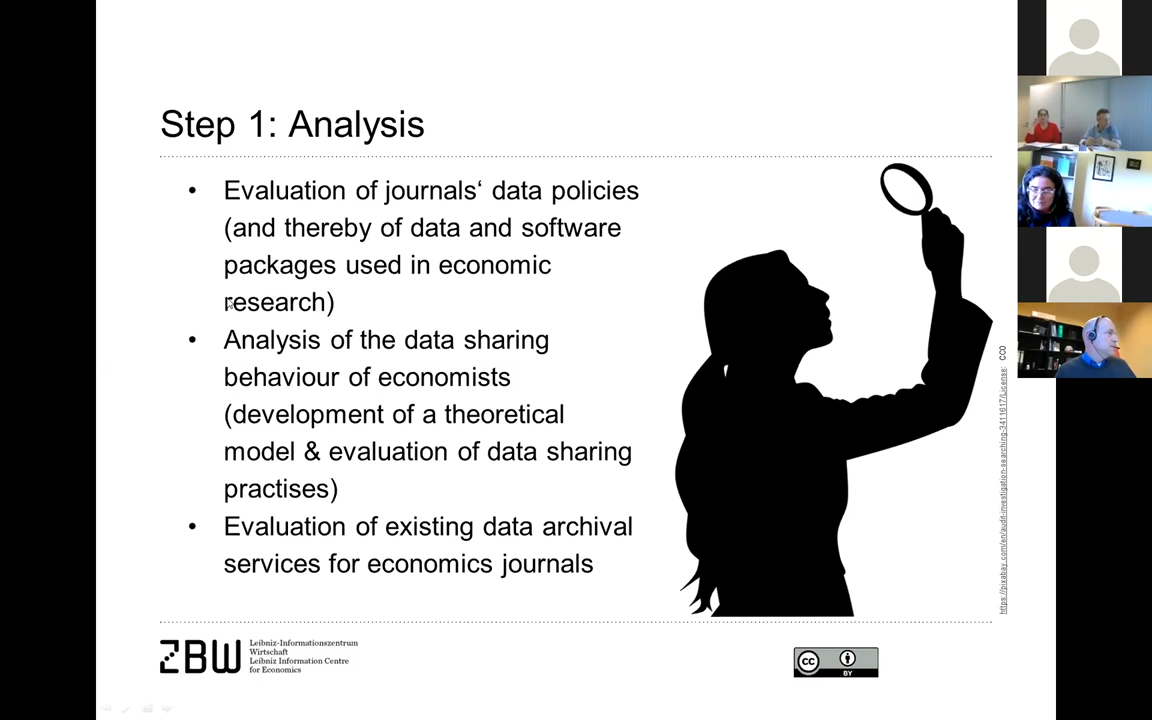 Step 1: Analysis
• Evaluation of journals‘ data policies
(and thereby of data and software
packages used in economic
research)
• Analysis of the data sharing
behaviour of economists
(development of a theoretical
model & evaluation of data sharing
practises)
• Evaluation of existing data archival
services for economics journals
https://pixabay.com/en/audit-investigation-searching-3411617/License: CC0
ZBW
Leibniz-Informationszentrum
Wirtschaft
Leibniz Information Centre
for Economics
CC
BY